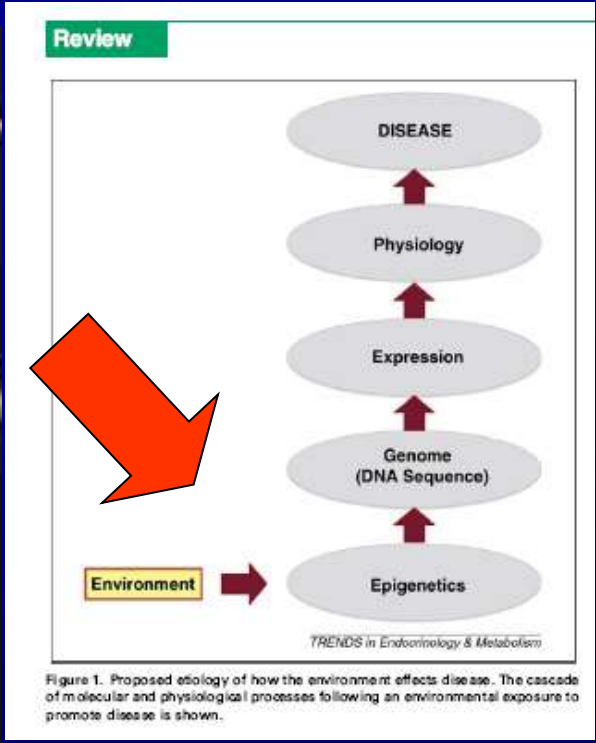 Review
DISEASE
Physiology
Expression
Genome
(DNA Sequence)
Environment
Epigenetics
TRENDS in Endocrinology & Metabolism
Figure 1. Proposed etiology of how the environment effects disease. The cascade
of molecular and physiological processes following an environmental exposure to
promote disease is shown.